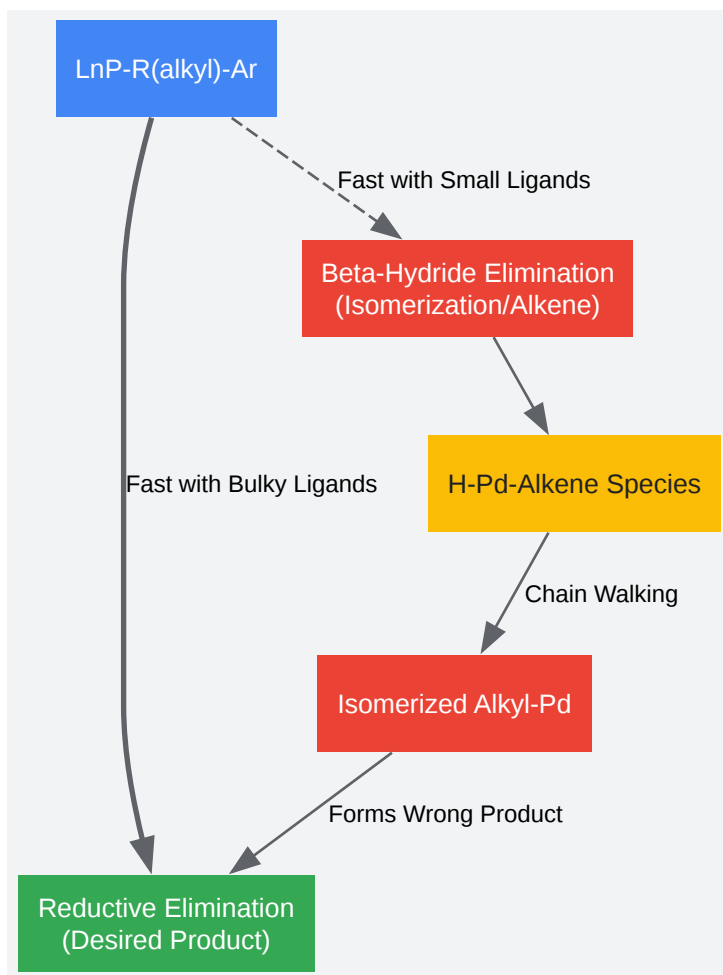 LnP-R(alkyl)-Ar
Fast with Small Ligands
Beta-Hydride Elimination
(Isomerization/Alkene)
Fast with Bulky Ligands
H-Pd-Alkene Species
Chain Walking
Isomerized Alkyl-Pd
Forms Wrong Product
Reductive Elimination
(Desired Product)